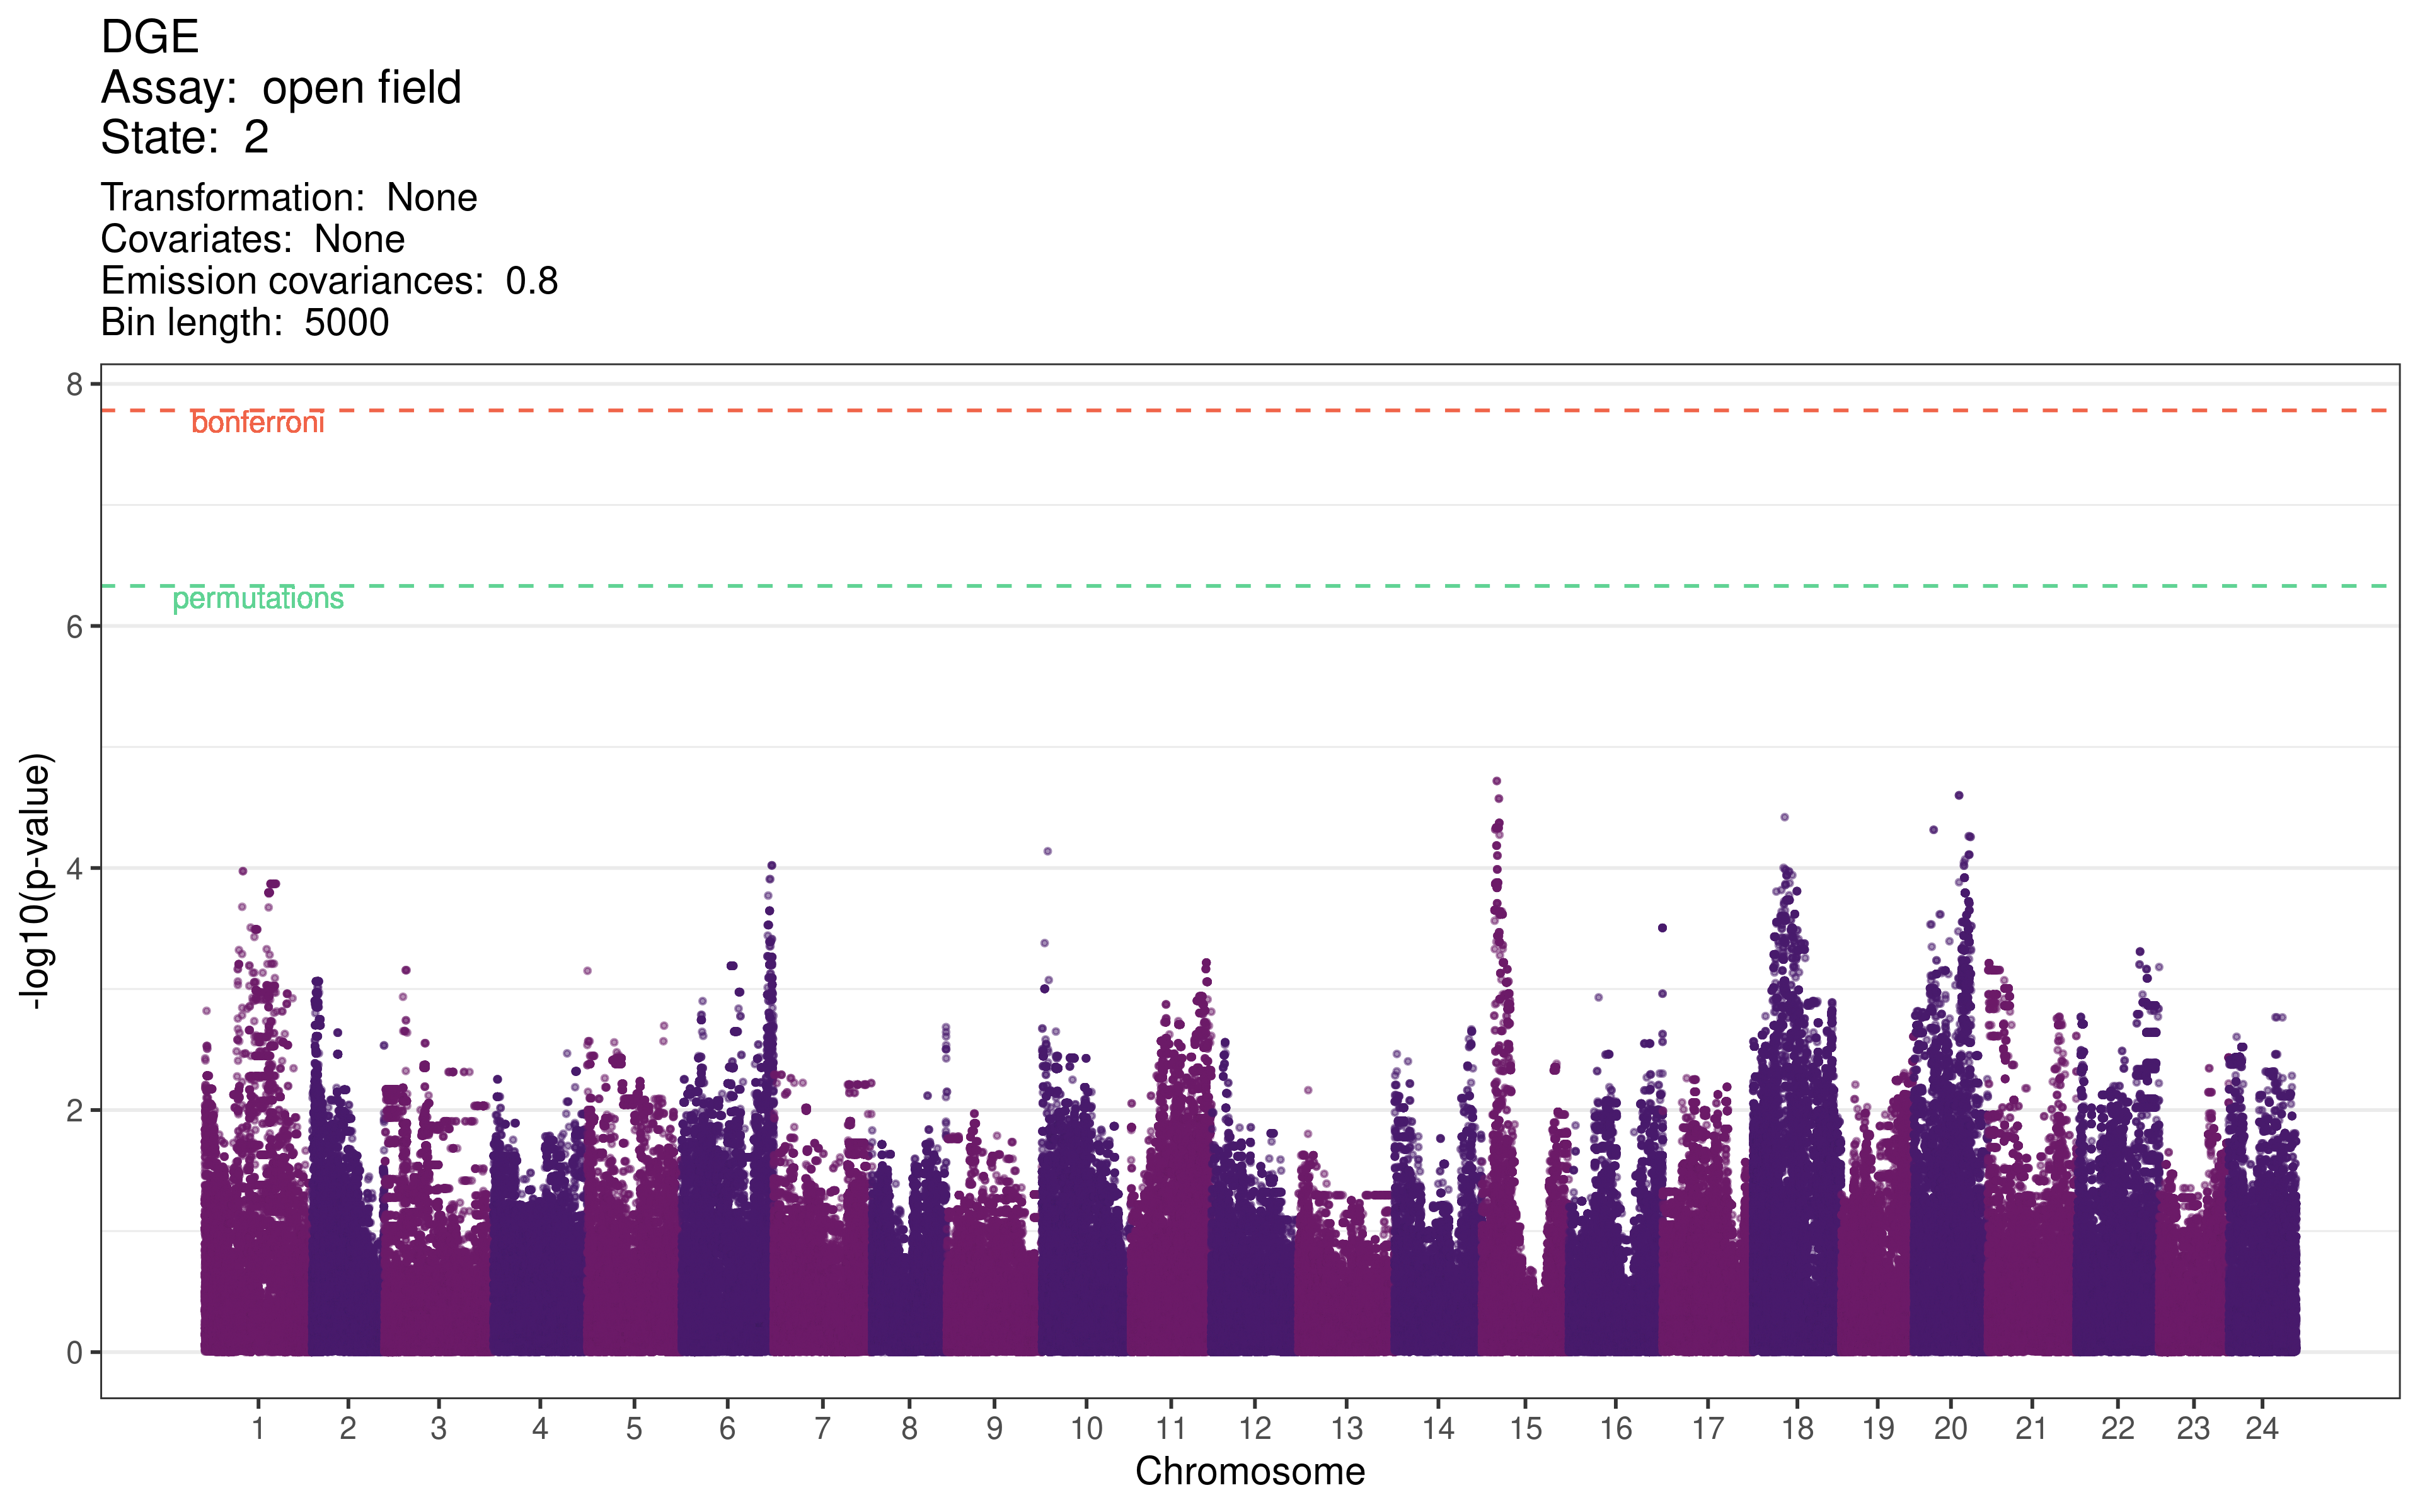 DGE
Assay:  open field
State:  2
Transformation:  None
Covariates:  None
Emission covariances:  0.8
Bin length:  5000
8
bonferroni
permutations
6
4
2
0
-log10(p-value)
1 2 3 4 5 6 7 8 9 10 11 12 13 14 15 16 17 18 19 20 21 22 23 24
Chromosome